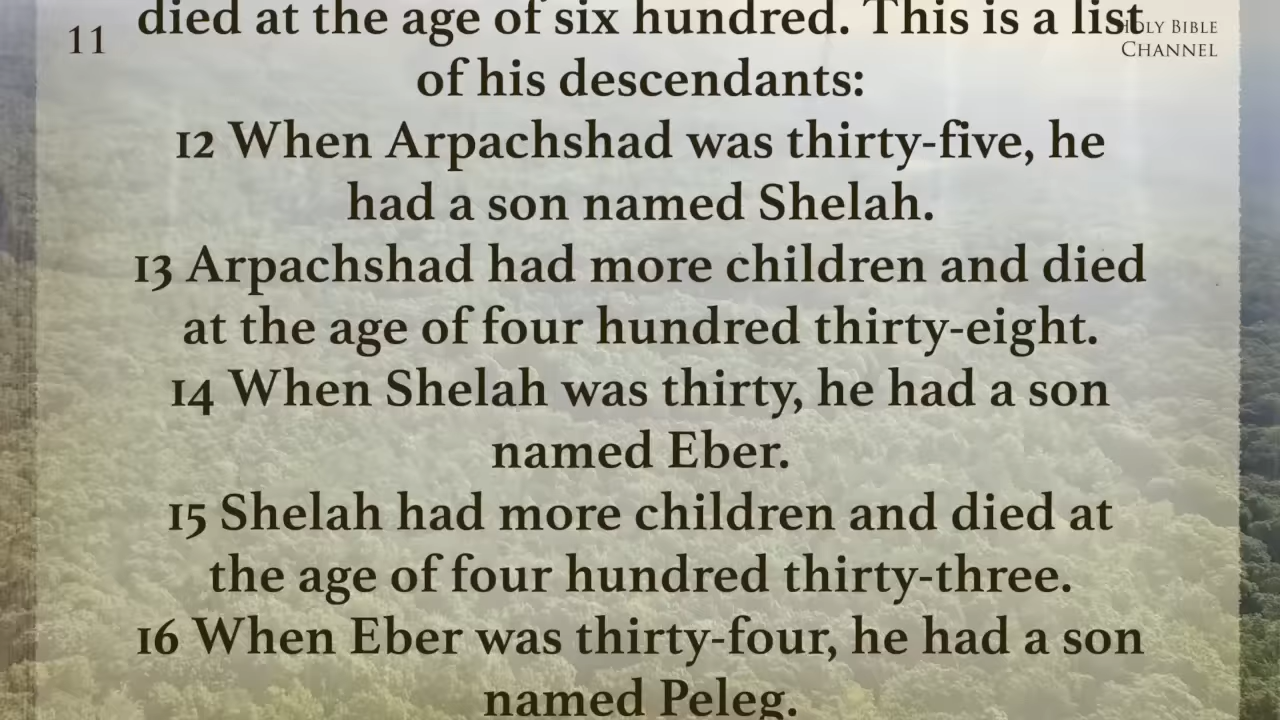 died at the age of six hundred. This is a list
11
HOLY BIBLE
CHANNEL
of his descendants:
12 When Arpachshad was thirty-five, he
had a son named Shelah.
13 Arpachshad had more children and died
at the age of four hundred thirty-eight.
14 When Shelah was thirty, he had a son
named Eber.
15 Shelah had more children and died at
the age of four hundred thirty-three.
16 When Eber was thirty-four, he had a son
named Peleg.